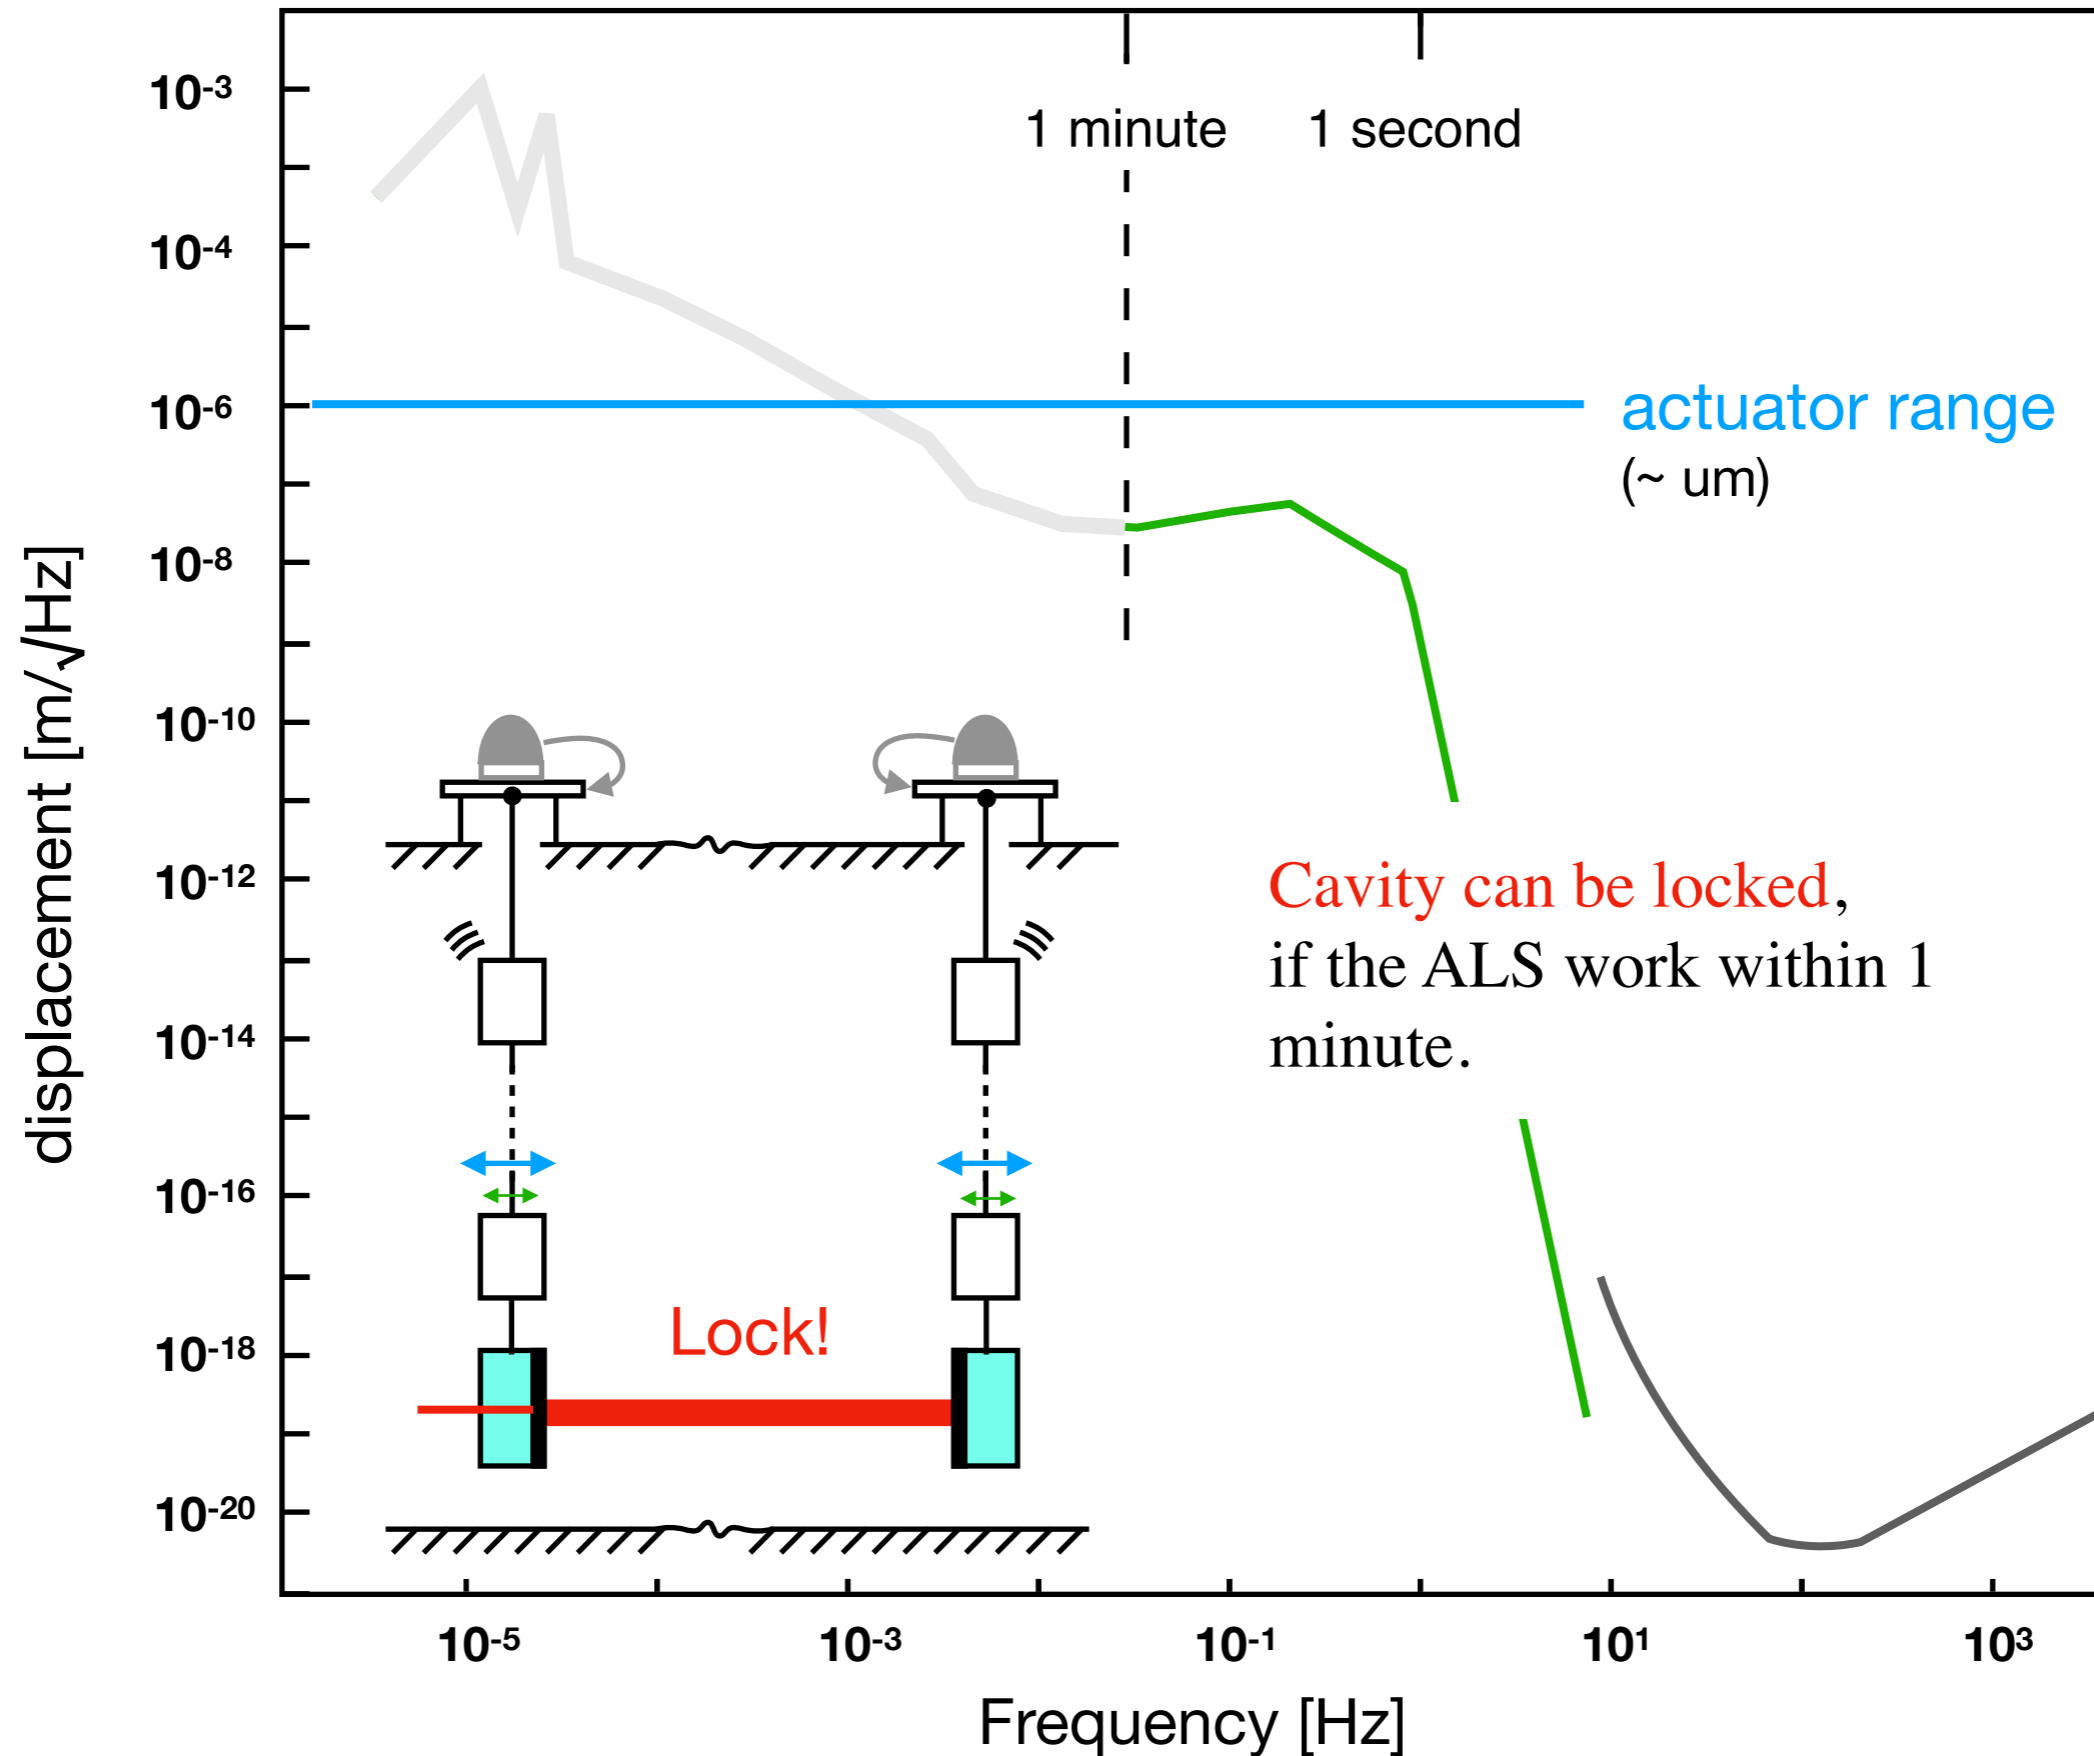 1 minute
1 second
10-3
10-4
10-6
10-8
10-10
10-12
10-14
10-16
10-18
10-20
displacement [m/√Hz]
actuator range
(~ um)
Cavity can be locked,
if the ALS work within 1
minute.
Lock!
10-5
10-3
10-1
101
103
Frequency [Hz]